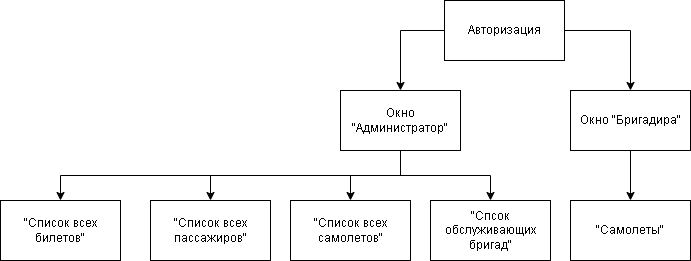 Авторизация
Окно
"Администратор"
Окно "Бригадира"
"Список всех
билетов"
"Список всех
пассажиров"
"Список всех
самолетов"
"Спсок
обслуживающих
бригад"
"Самолеты"